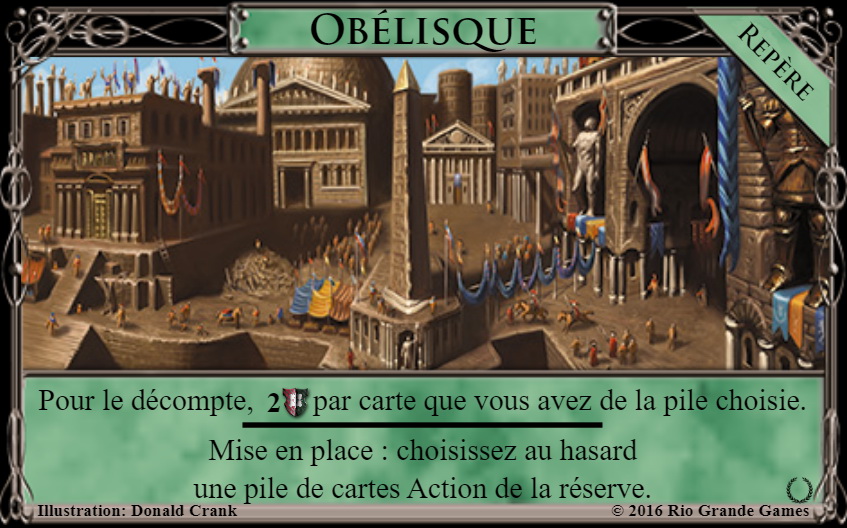 OBÉLISQUE
REPÈRE
Pour le décompte, 2 par carte que vous avez de la pile choisie.
Mise en place : choisissez au hasard
une pile de cartes Action de la réserve.
Illustration: Donald Crank
© 2016 Rio Grande Games